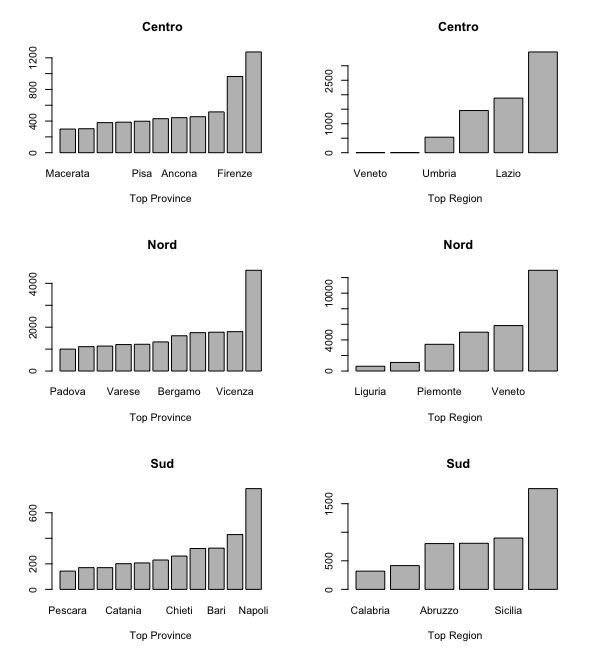 Centro
0 400 800 1200
Macerata Pisa Ancona Firenze
Top Province
Centro
0 1000 2500
Veneto Umbria Lazio
Top Region
Nord
0 2000 4000
Padova Varese Bergamo Vicenza
Top Province
Nord
0 4000 10000
Liguria Piemonte Veneto
Top Region
Sud
0 200 600
Pescara Catania Chieti Bari Napoli
Top Province
Sud
0 500 1500
Calabria Abruzzo Sicilia
Top Region